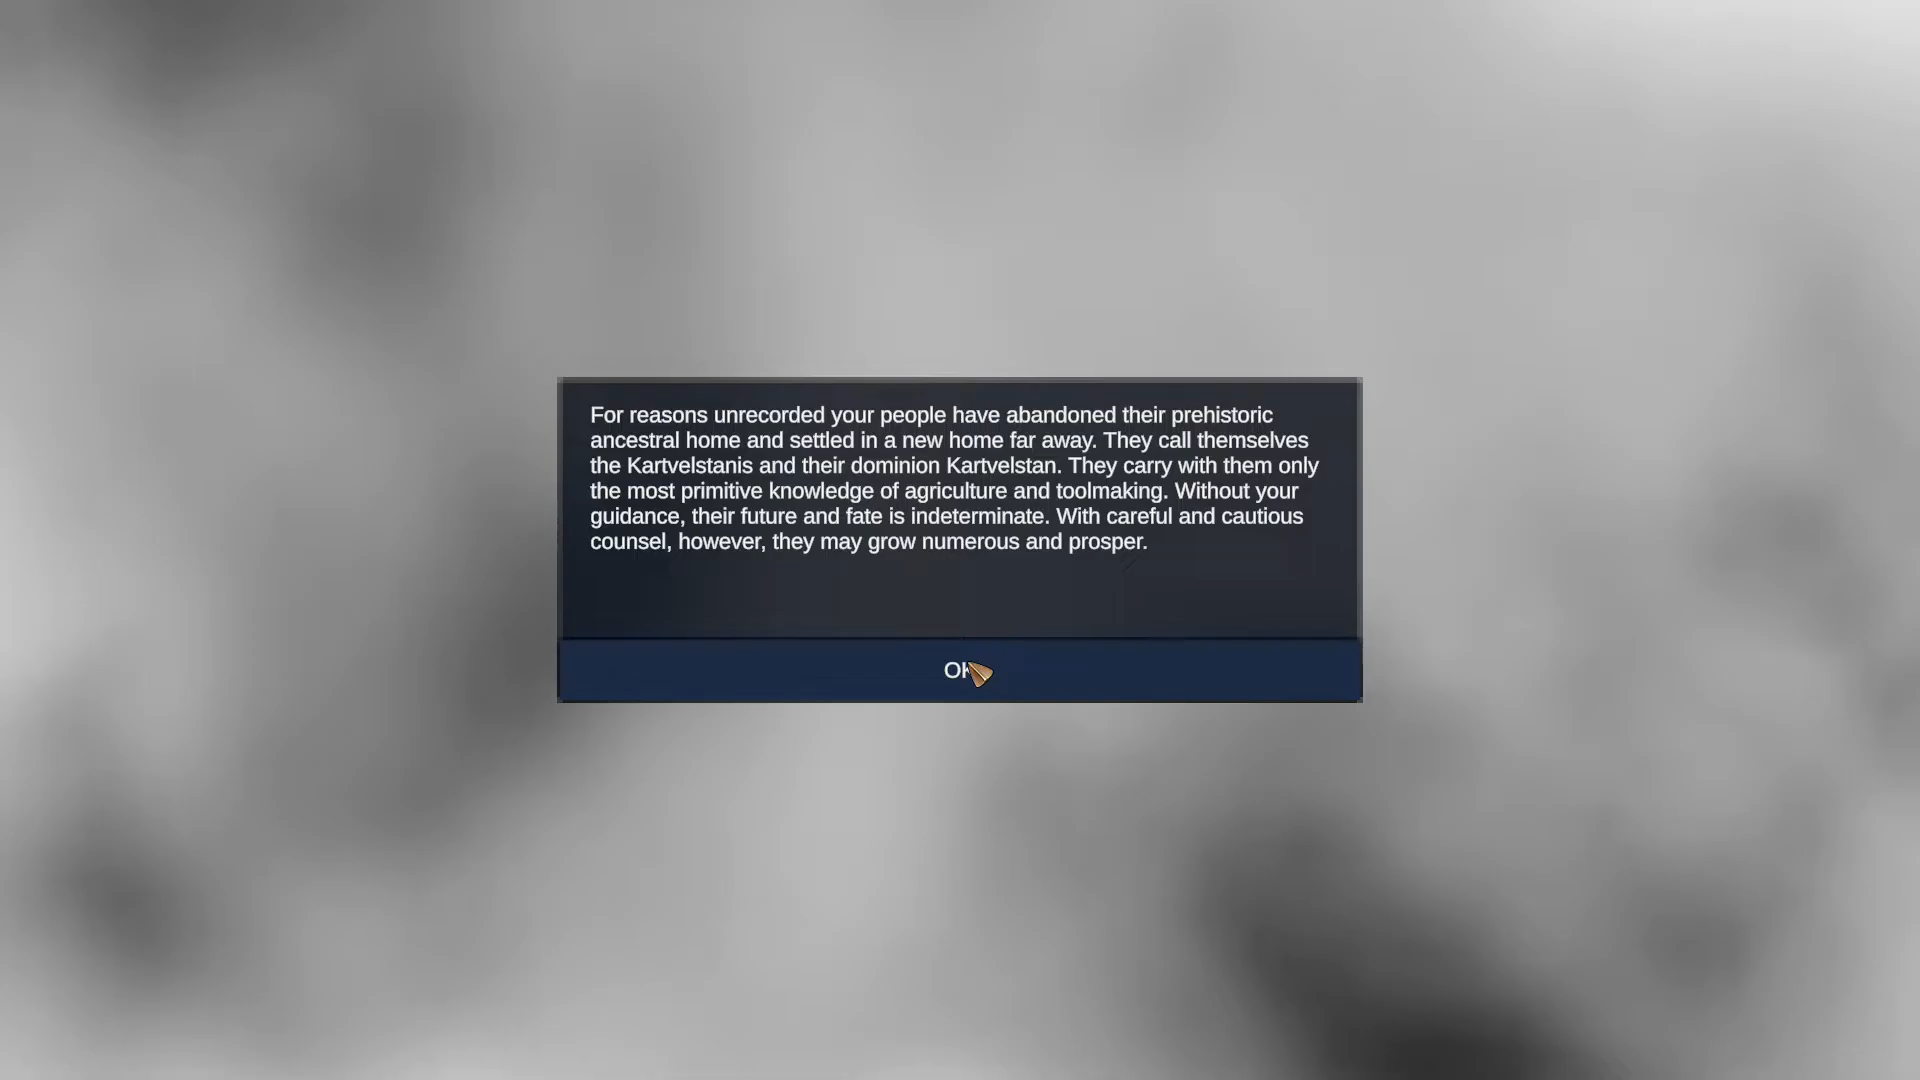 For reasons unrecorded your people have abandoned their prehistoric
ancestral home and settled in a new home far away. They call themselves
the Kartvelstanis and their dominion Kartvelstan. They carry with them only
the most primitive knowledge of agriculture and toolmaking. Without your
guidance, their future and fate is indeterminate. With careful and cautious
counsel, however, they may grow numerous and prosper.
OK